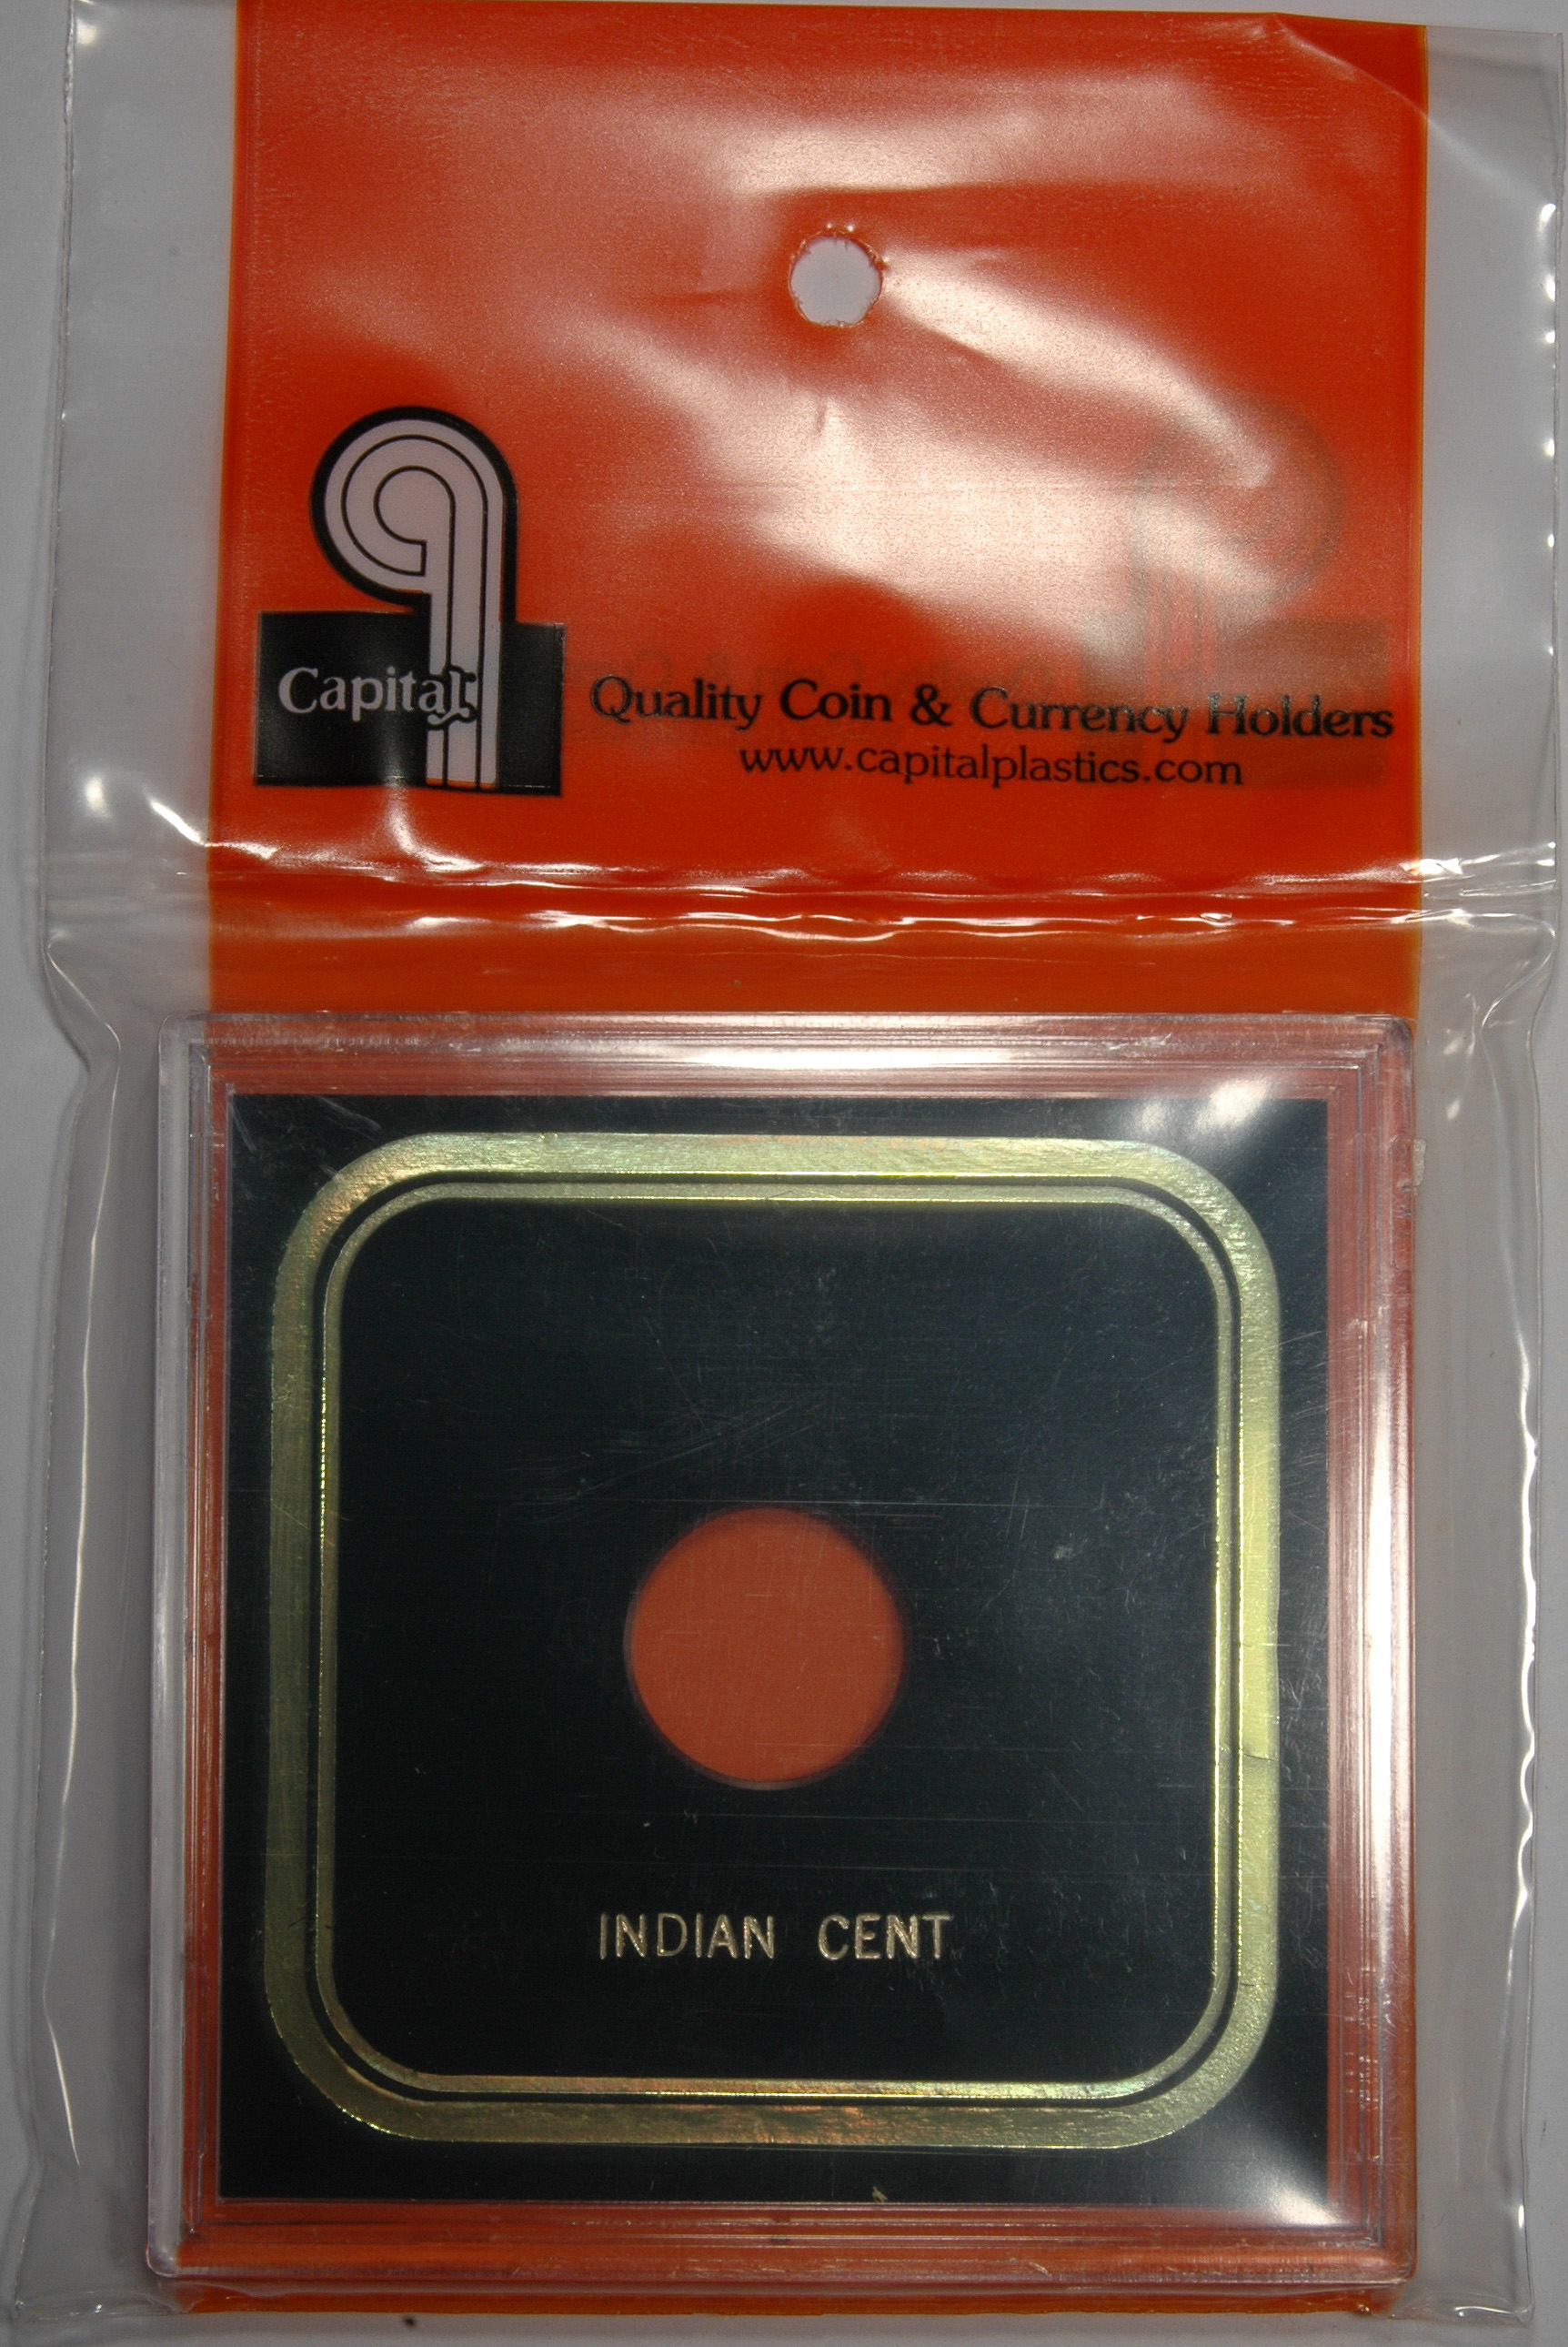 Capital
Quality Coin & Currency Holders
www.capitalplastics.com
INDIAN CENT